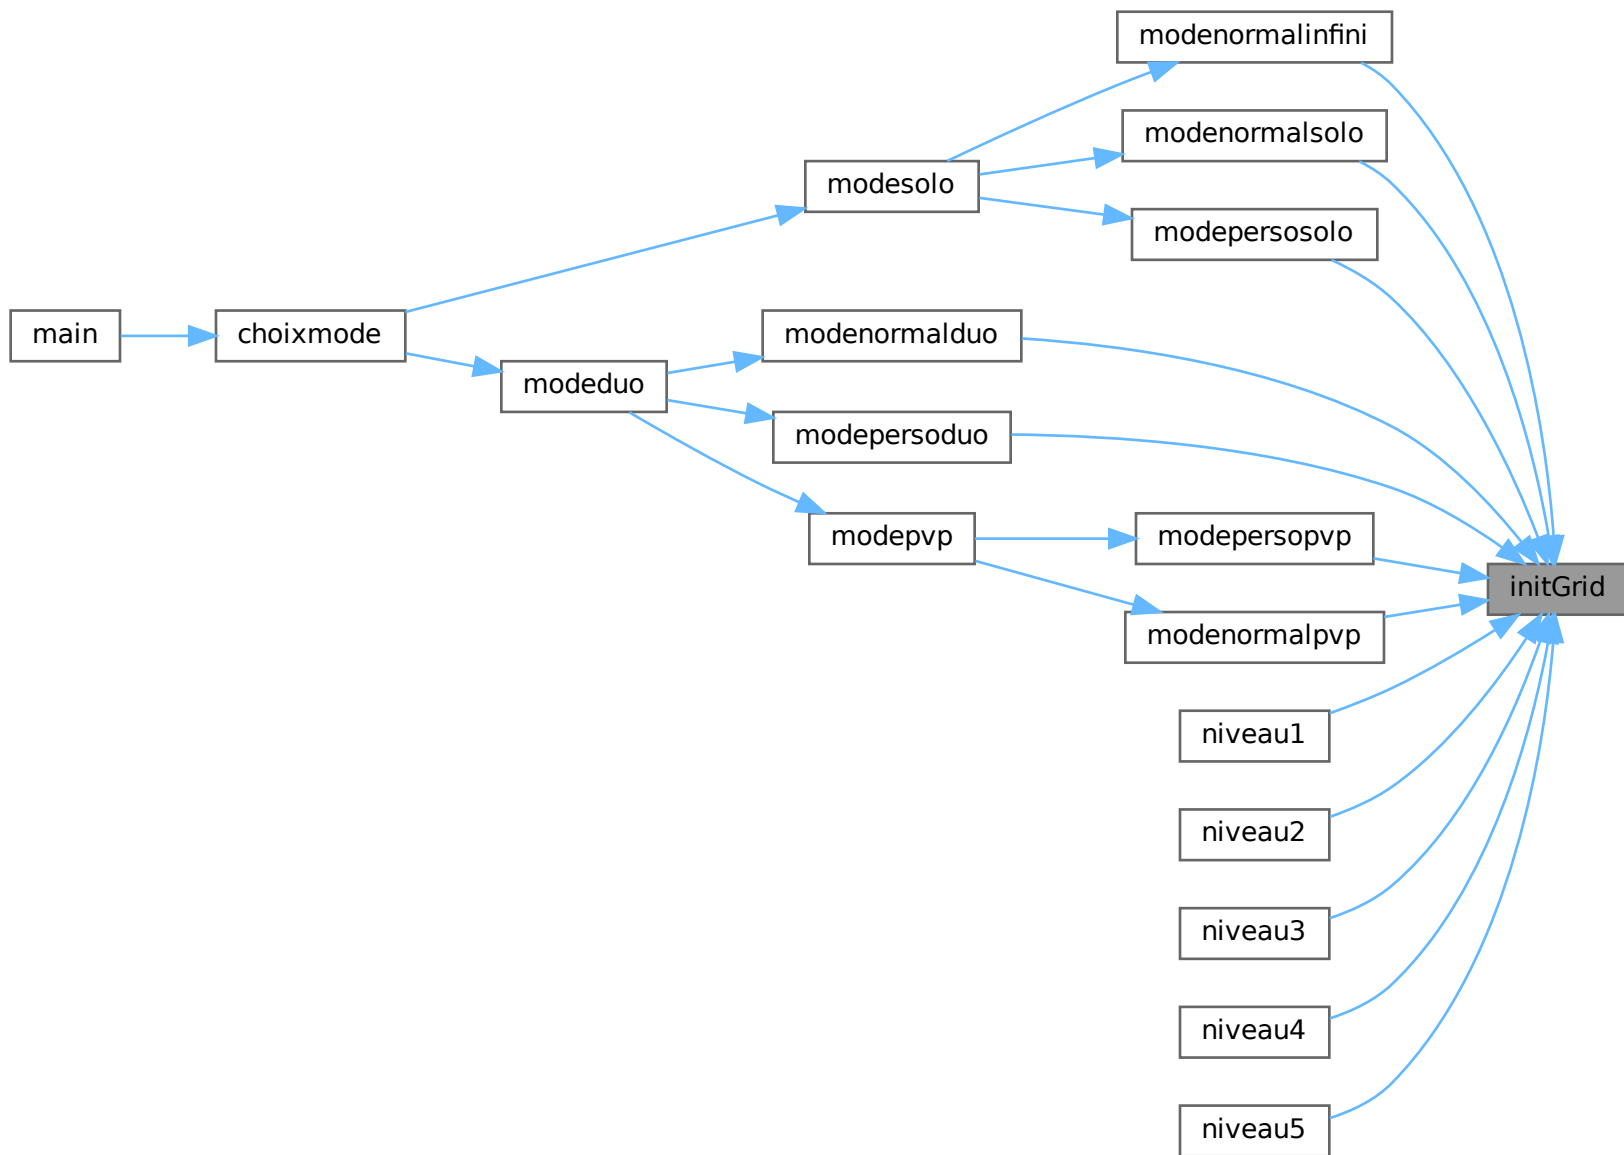 modenormalinfini
modenormalsolo
modesolo
modepersosolo
main
choixmode
modenormalduo
modeduo
modepersoduo
modepvp
modepersopvp
initGrid
modenormalpvp
niveau1
niveau2
niveau3
niveau4
niveau5